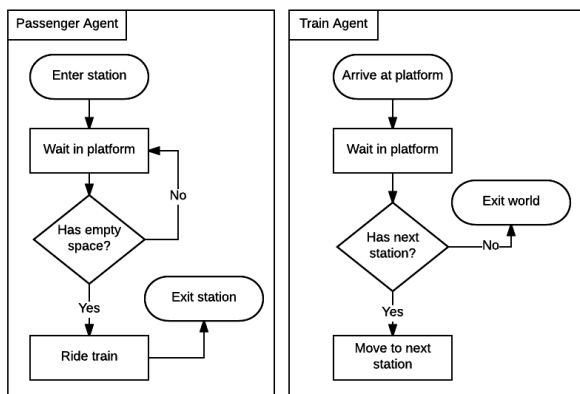 Passenger Agent
Enter station
Wait in platform
No
Has empty
space?
Yes
Exit station
Ride train
Train Agent
Arrive at platform
Wait in platform
Exit world
Has next
station?
No
Yes
Move to next
station